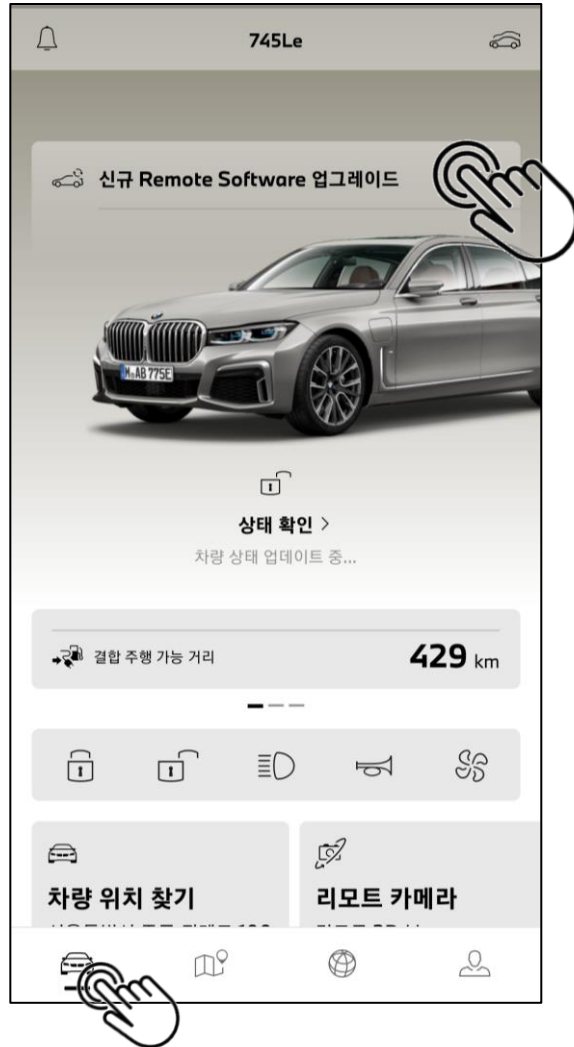 745Le
신규 Remote Software 업그레이드
M AB 775E
상태 확인 >
차량 상태 업데이트 중...
결합 주행 가능 거리 429 km
차량 위치 찾기 리모트 카메라